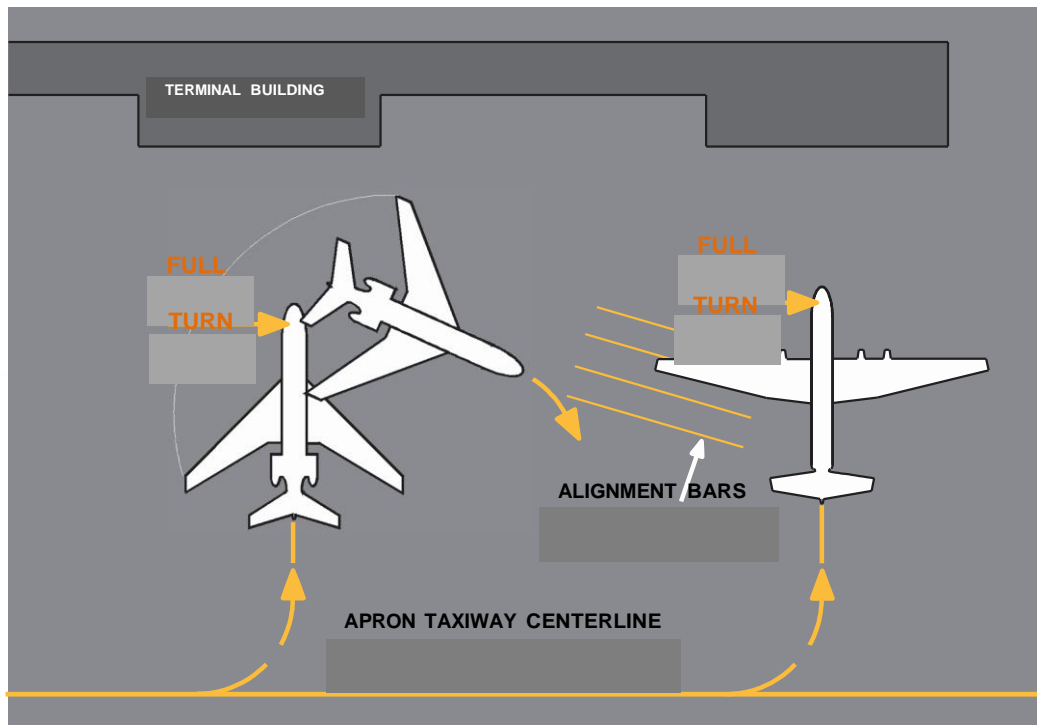 TERMINAL BUILDING
FULL
TURN
FULL
TURN
ALIGNMENT BARS
APRON TAXIWAY CENTERLINE